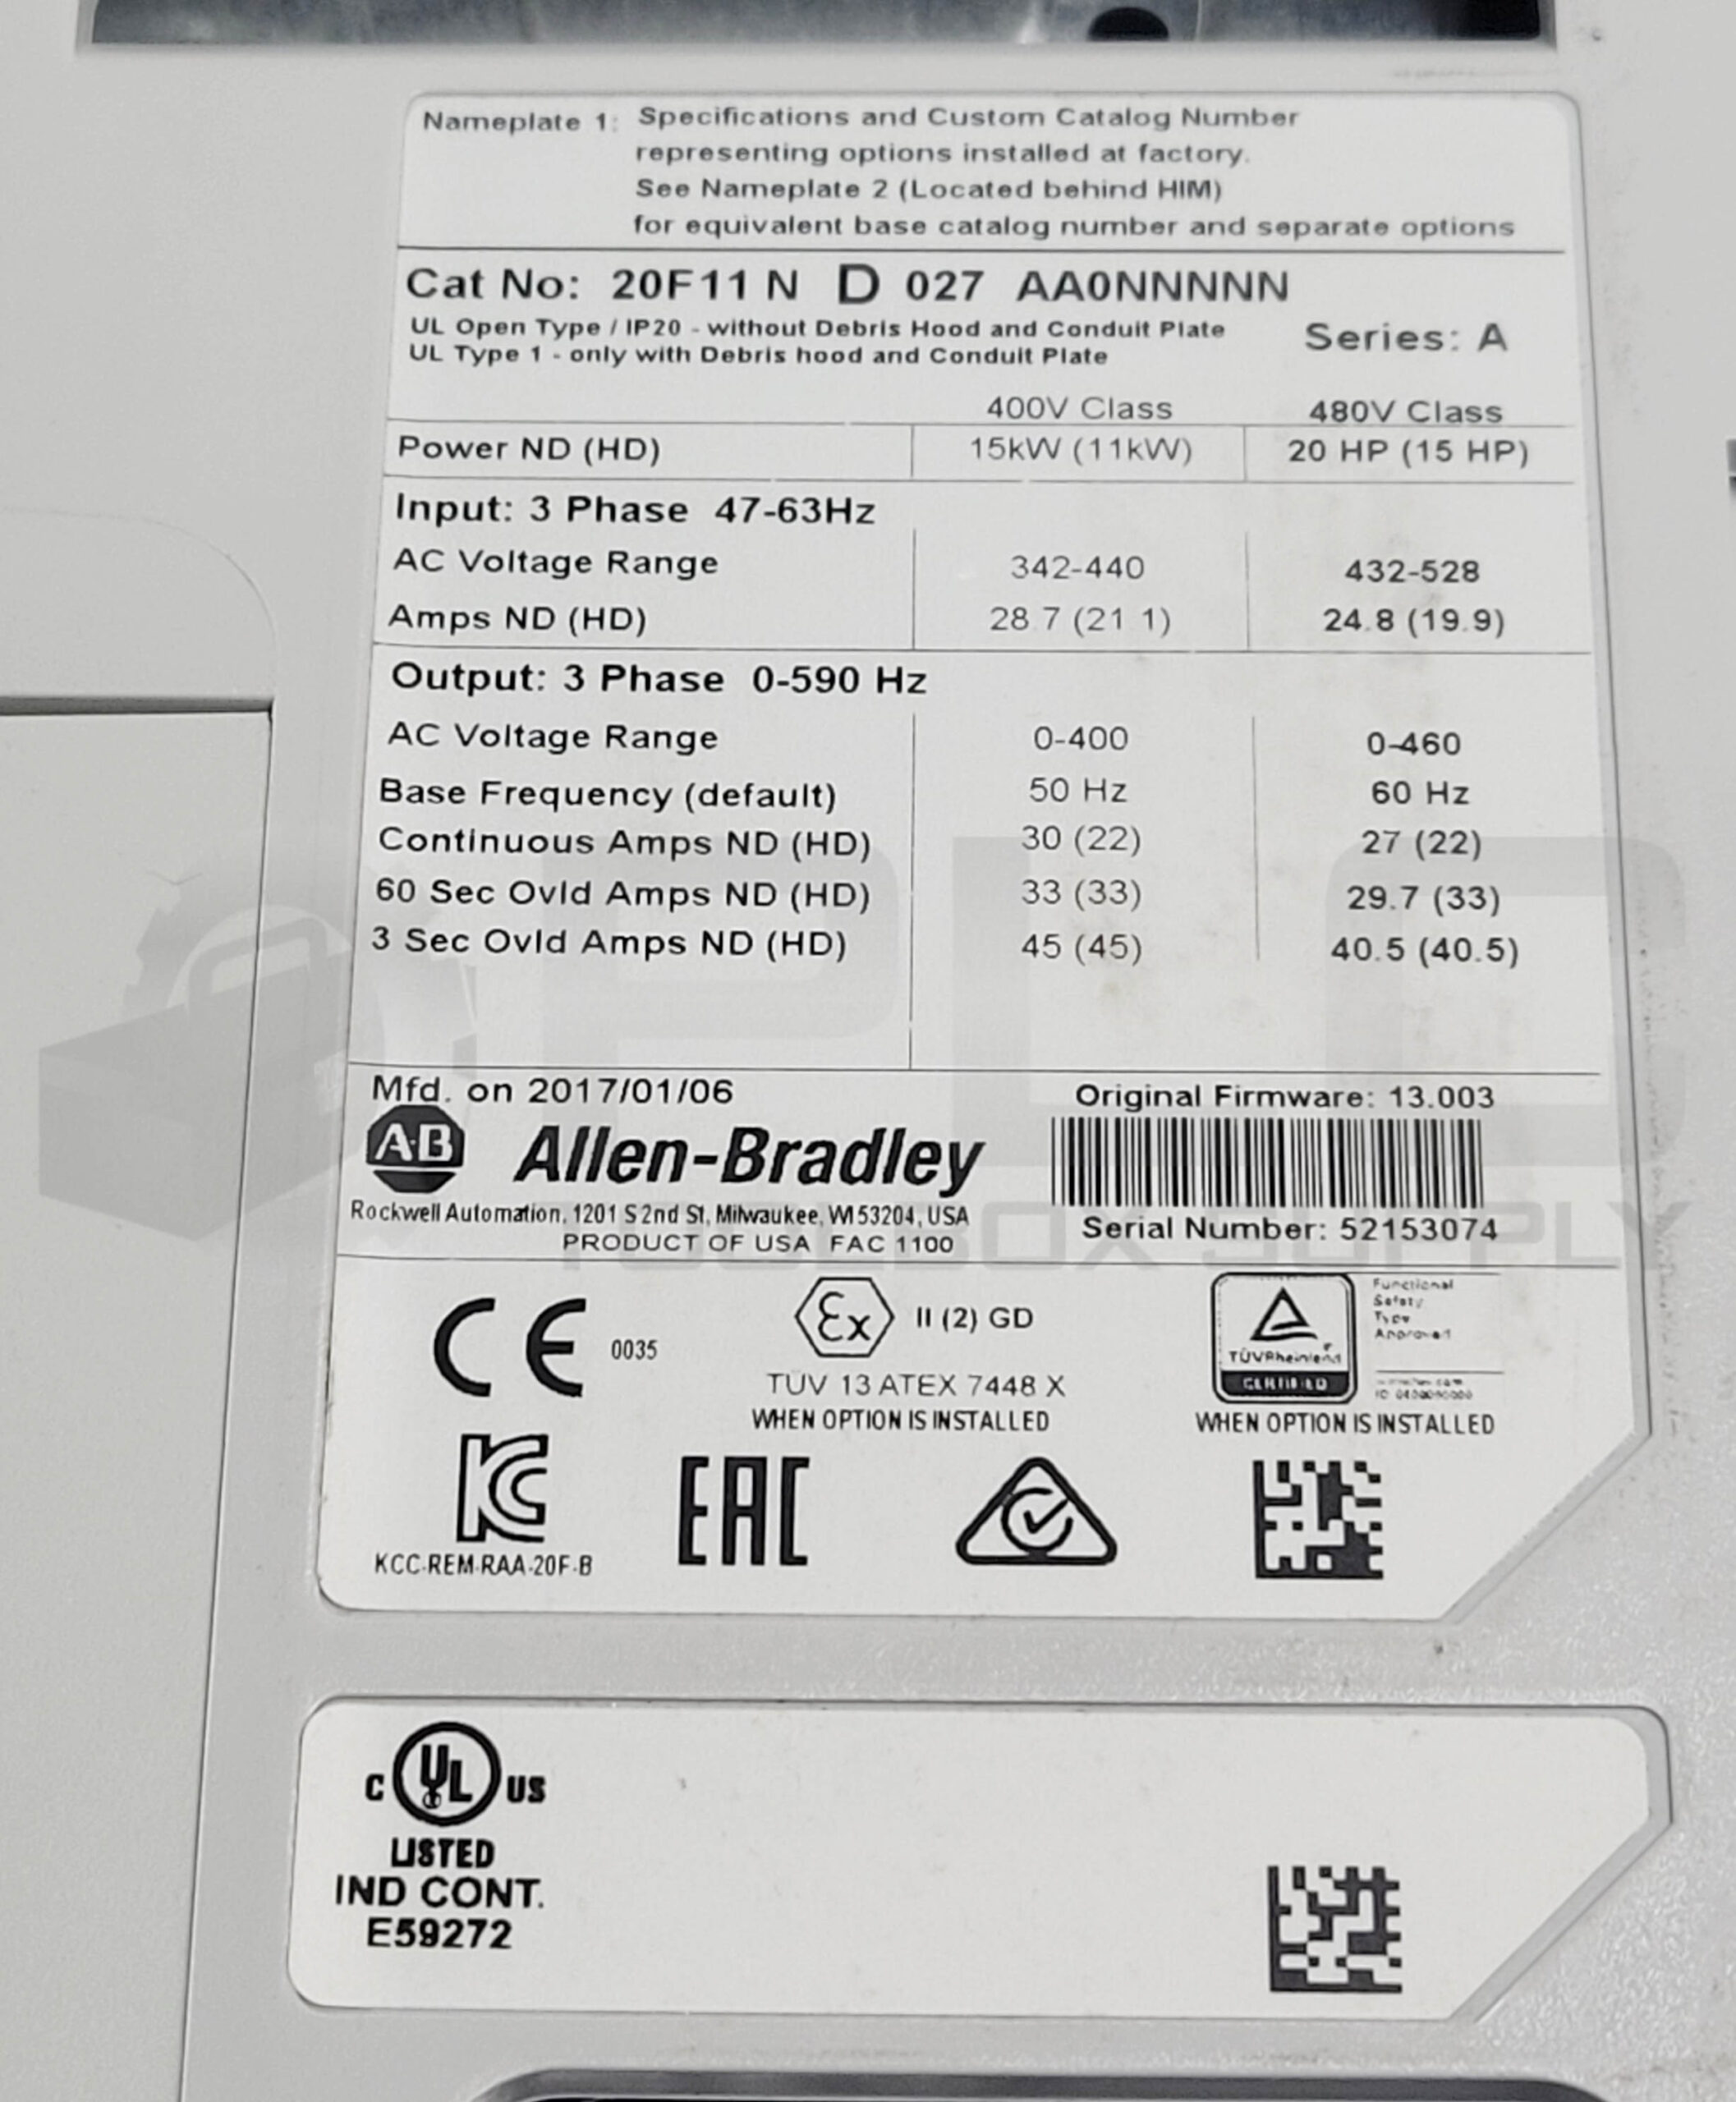 Nameplate 1: Specifications and Custom Catalog Number
representing options installed at factory.
See Nameplate 2 (Located behind HIM)
for equivalent base catalog number and separate options
Cat No: 20F11 N D 027 AA0NNNNN
UL Open Type / IP20 - without Debris Hood and Conduit Plate
UL Type 1 - only with Debris hood and Conduit Plate
Series: A
400V Class 480V Class
Power ND (HD) 15kW (11kW) 20 HP (15 HP)
Input: 3 Phase 47-63Hz
AC Voltage Range 342-440 432-528
Amps ND (HD) 28.7 (21.1) 24.8 (19.9)
Output: 3 Phase 0-590 Hz
AC Voltage Range 0-400 0-460
Base Frequency (default) 50 Hz 60 Hz
Continuous Amps ND (HD) 30 (22) 27 (22)
60 Sec Ovld Amps ND (HD) 33 (33) 29.7 (33)
3 Sec Ovld Amps ND (HD) 45 (45) 40.5 (40.5)
PLC
TOOLBOX SUPPLY
Mfd. on 2017/01/06
Original Firmware: 13.003
A-B Allen-Bradley
Rockwell Automation, 1201 S 2nd St, Milwaukee, WI 53204, USA
PRODUCT OF USA FAC 1100
Serial Number: 52153074
CE 0035
Ex II (2) GD
TÜV 13 ATEX 7448 X
WHEN OPTION IS INSTALLED
TÜVRheinland
CERTIFIED
Functional
Safety
Type
Approved
WHEN OPTION IS INSTALLED
KC
KCC-REM-RAA-20F-B
EAC
C UL US
LISTED
IND CONT.
E59272